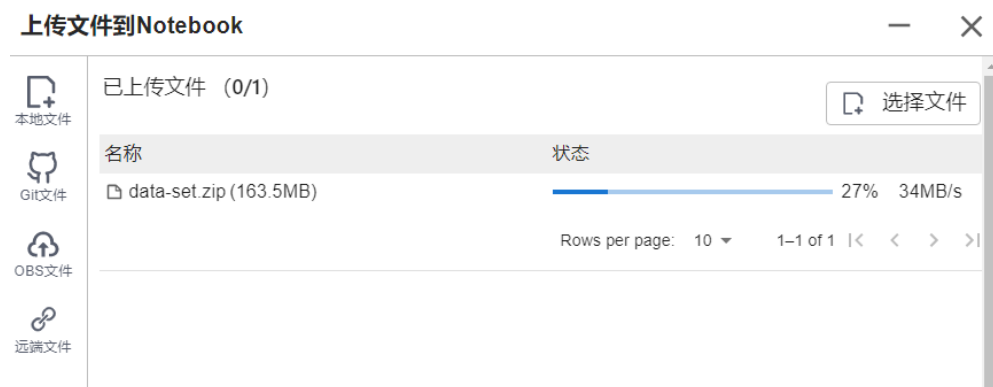 上传文件到Notebook
本地文件
Git文件
OBS文件
远端文件
已上传文件 (0/1)
选择文件
名称 状态
data-set.zip (163.5MB) 27% 34MB/s
Rows per page: 10 1–1 of 1